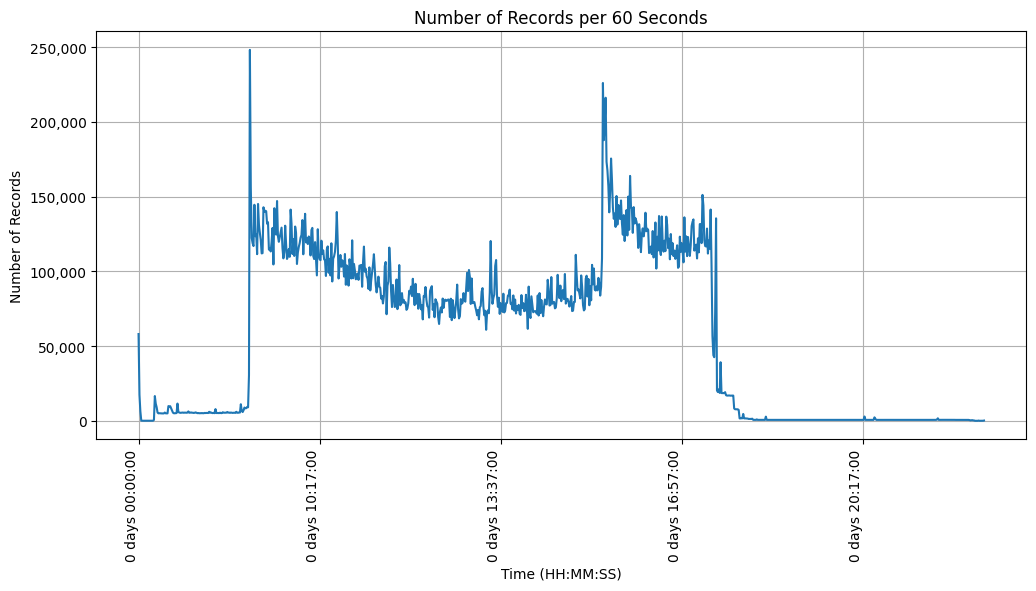 Number of Records per 60 Seconds
Number of Records
250,000
200,000
150,000
100,000
50,000
0
0 days 00:00:00
0 days 10:17:00
0 days 13:37:00
0 days 16:57:00
0 days 20:17:00
Time (HH:MM:SS)